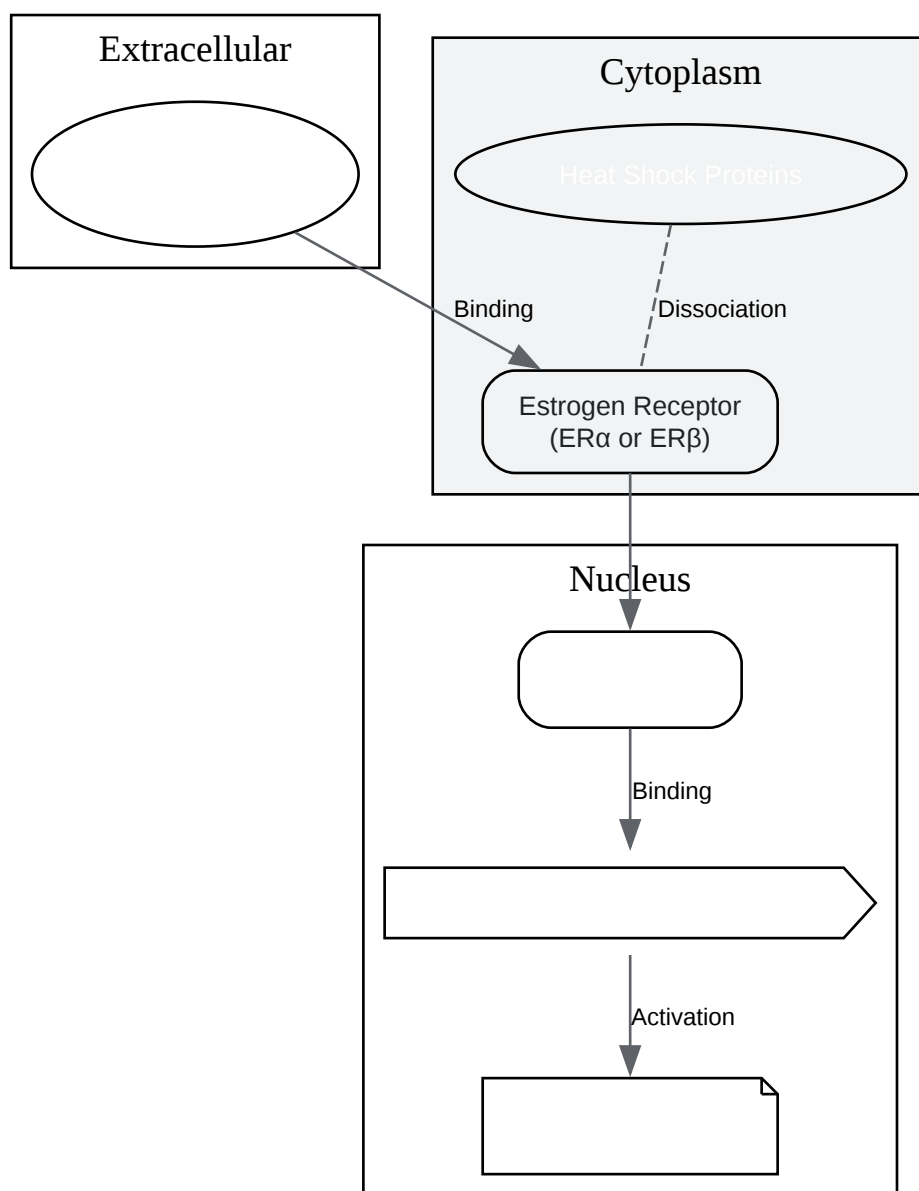 Extracellular
Cytoplasm
Heat Shock Proteins
Binding
Dissociation
Estrogen Receptor
(ERα or ERβ)
Nucleus
Binding
Activation